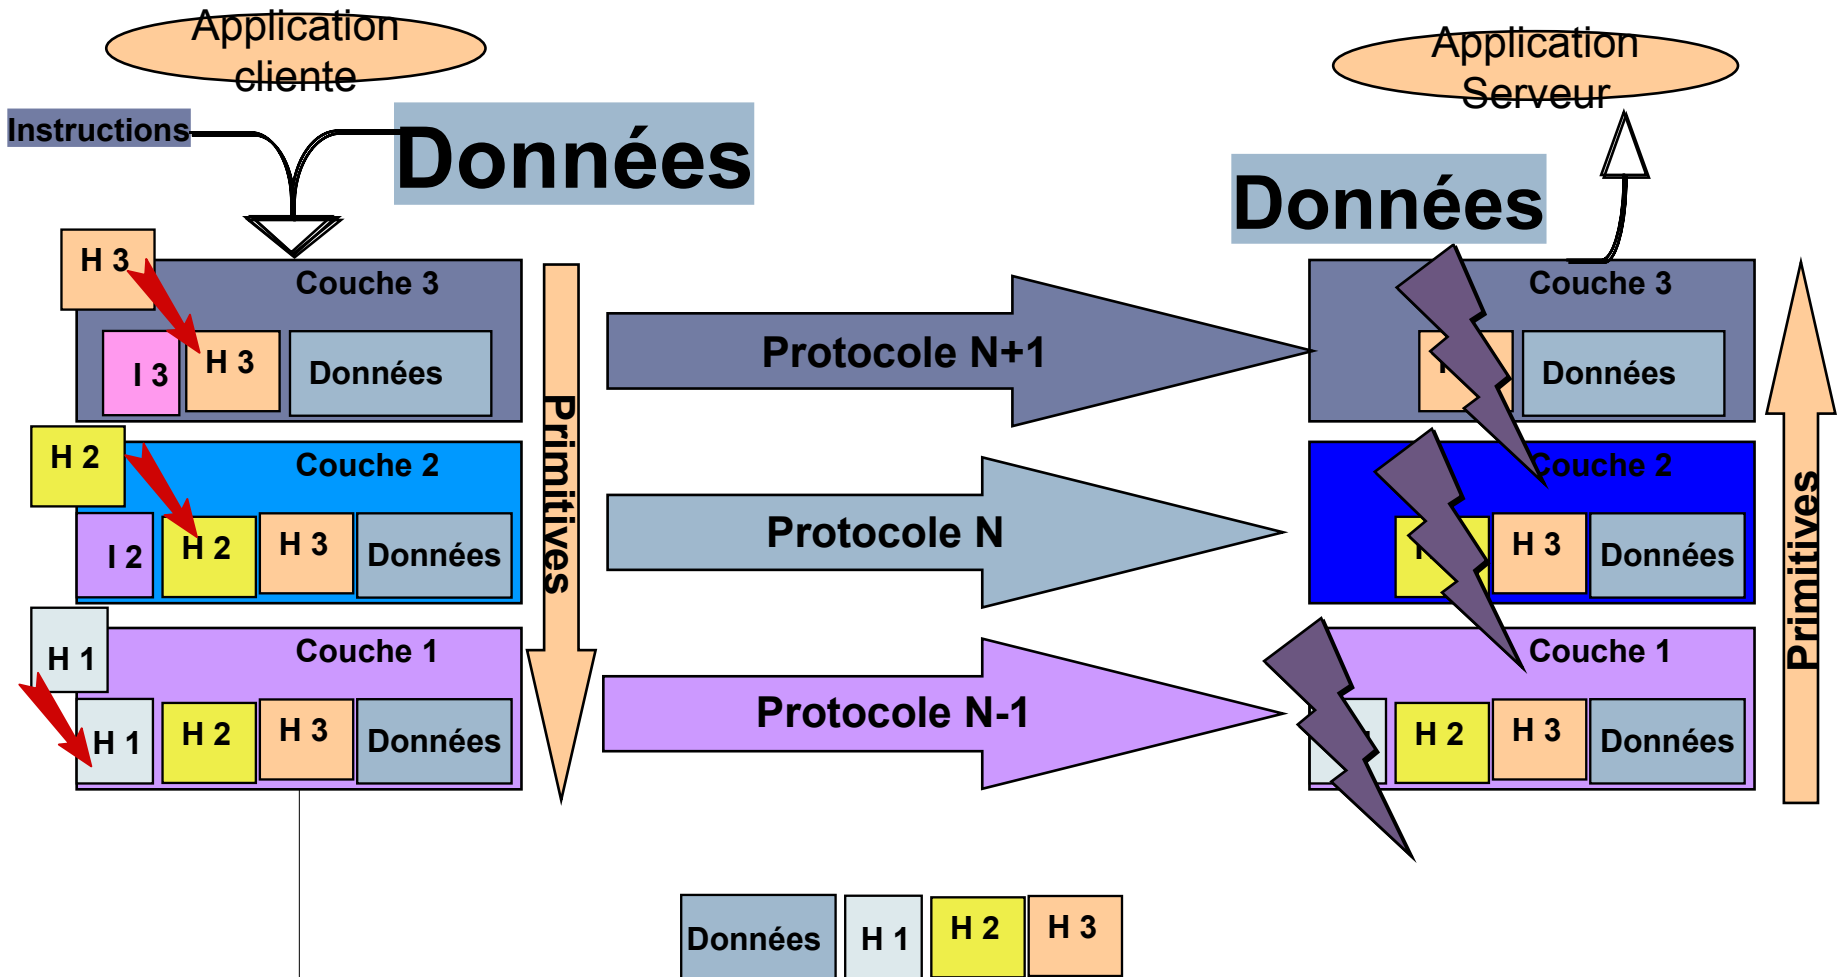 Application
cliente
Application
Serveur
Instructions
Données
Données
H 3
Couche 3
I 3
H 3
Données
Primitives
Protocole N+1
Couche 3
Données
Primitives
H 2
Couche 2
I 2
H 2
H 3
Données
Protocole N
Couche 2
H 3
Données
H 1
Couche 1
H 1
H 2
H 3
Données
Protocole N-1
Couche 1
H 2
H 3
Données
Données
H 1
H 2
H 3